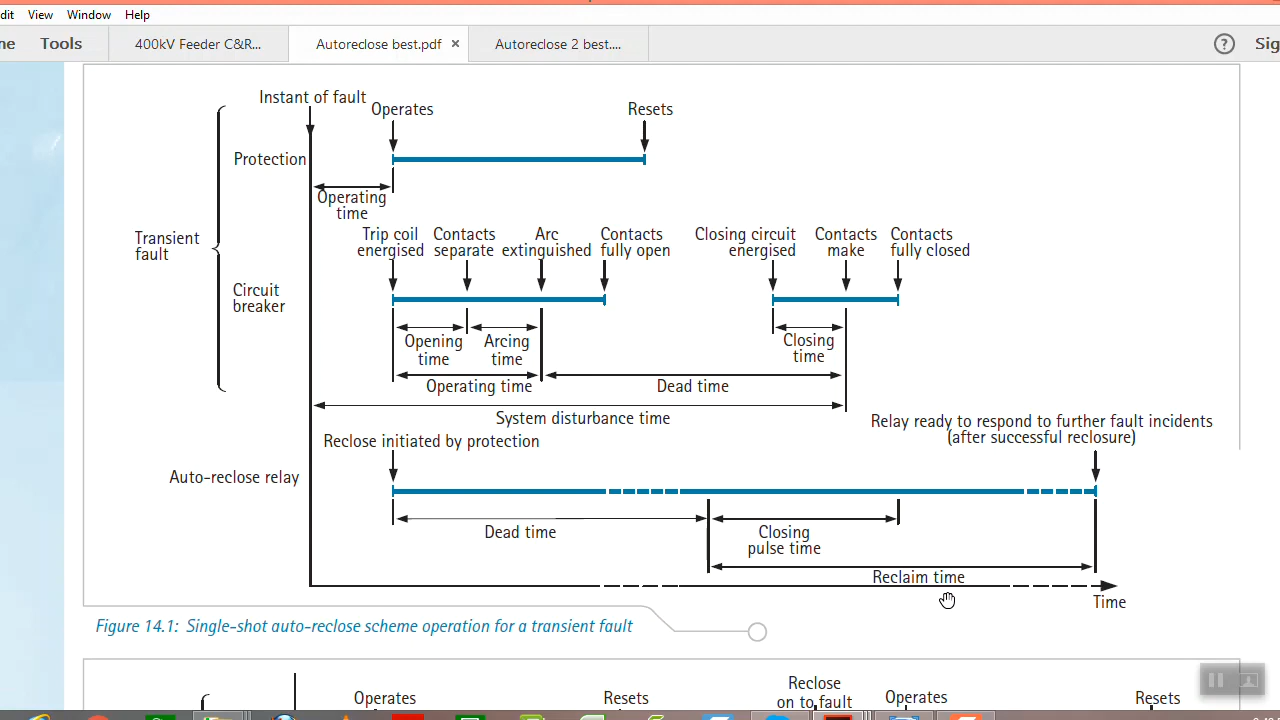 dit View Window Help
ne Tools 400kV Feeder C&R... Autoreclose best.pdf × Autoreclose 2 best.... ? Sig
Instant of fault
Operates
Resets
Protection
Operating
time
Transient
fault
Trip coil
energised
Contacts
separate
Arc
extinguished
Contacts
fully open
Closing circuit
energised
Contacts
make
Contacts
fully closed
Circuit
breaker
Opening
time
Arcing
time
Closing
time
Operating time
Dead time
System disturbance time
Relay ready to respond to further fault incidents
(after successful reclosure)
Reclose initiated by protection
Auto-reclose relay
Dead time
Closing
pulse time
Reclaim time
Time
Figure 14.1: Single-shot auto-reclose scheme operation for a transient fault
Operates
Resets
Reclose
on to fault
Operates
Resets